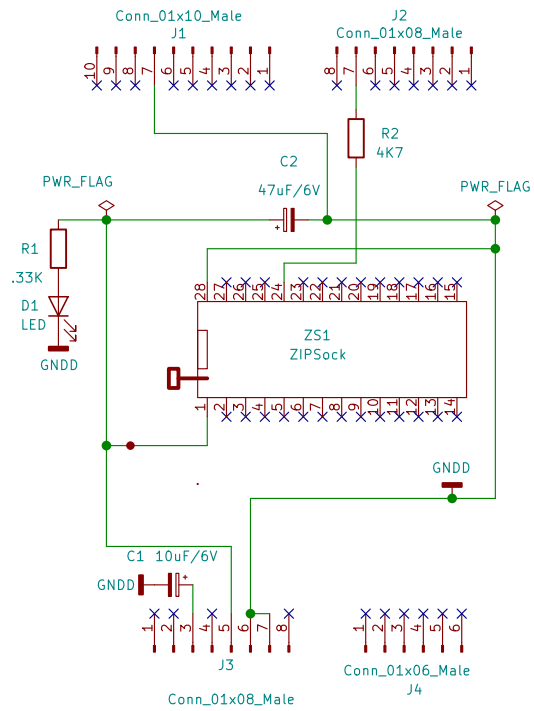 Conn_01x10_Male
J1
J2
Conn_01x08_Male
10 9 8 7 6 5 4 3 2 1
8 7 6 5 4 3 2 1
R2
4K7
C2
47uF/6V
+
PWR_FLAG
PWR_FLAG
R1
.33K
D1
LED
GNDD
28 27 26 25 24 23 22 21 20 19 18 17 16 15
ZS1
ZIPSock
1 2 3 4 5 6 7 8 9 10 11 12 13 14
GNDD
C1 10uF/6V
+
GNDD
1 2 3 4 5 6 7 8
1 2 3 4 5 6
J3
Conn_01x08_Male
Conn_01x06_Male
J4